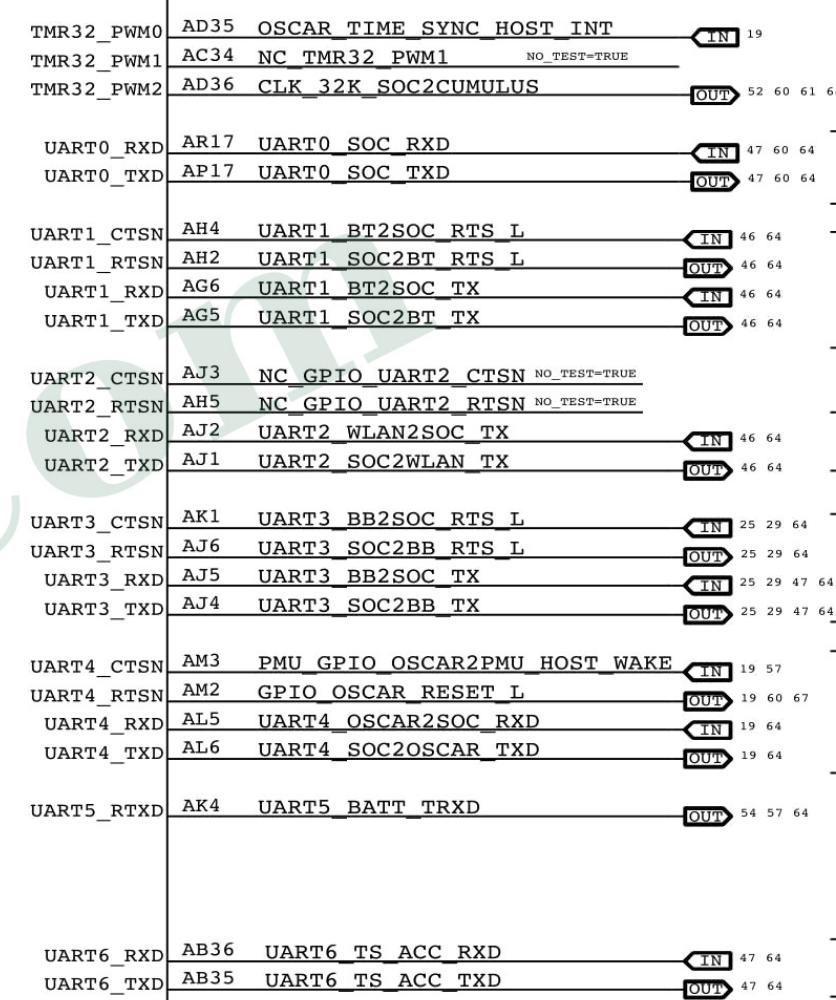 TMR32_PWM0 AD35 OSCAR_TIME_SYNC_HOST_INT IN 19
TMR32_PWM1 AC34 NC_TMR32_PWM1 NO_TEST=TRUE
TMR32_PWM2 AD36 CLK_32K_SOC2CUMULUS OUT 52 60 61
UART0_RXD AR17 UART0_SOC_RXD IN 47 60 64
UART0_TXD AP17 UART0_SOC_TXD OUT 47 60 64
UART1_CTSN AH4 UART1_BT2SOC_RTS_L IN 46 64
UART1_RTSN AH2 UART1_SOC2BT_RTS_L OUT 46 64
UART1_RXD AG6 UART1_BT2SOC_TX IN 46 64
UART1_TXD AG5 UART1_SOC2BT_TX OUT 46 64
UART2_CTSN AJ3 NC_GPIO_UART2_CTSN NO_TEST=TRUE
UART2_RTSN AH5 NC_GPIO_UART2_RTSN NO_TEST=TRUE
UART2_RXD AJ2 UART2_WLAN2SOC_TX IN 46 64
UART2_TXD AJ1 UART2_SOC2WLAN_TX OUT 46 64
UART3_CTSN AK1 UART3_BB2SOC_RTS_L IN 25 29 64
UART3_RTSN AJ6 UART3_SOC2BB_RTS_L OUT 25 29 64
UART3_RXD AJ5 UART3_BB2SOC_TX IN 25 29 47 64
UART3_TXD AJ4 UART3_SOC2BB_TX OUT 25 29 47 64
UART4_CTSN AM3 PMU_GPIO_OSCAR2PMU_HOST_WAKE IN 19 57
UART4_RTSN AM2 GPIO_OSCAR_RESET_L OUT 19 60 67
UART4_RXD AL5 UART4_OSCAR2SOC_RXD IN 19 64
UART4_TXD AL6 UART4_SOC2OSCAR_TXD OUT 19 64
UART5_RTXD AK4 UART5_BATT_TRXD OUT 54 57 64
UART6_RXD AB36 UART6_TS_ACC_RXD IN 47 64
UART6_TXD AB35 UART6_TS_ACC_TXD OUT 47 64
com